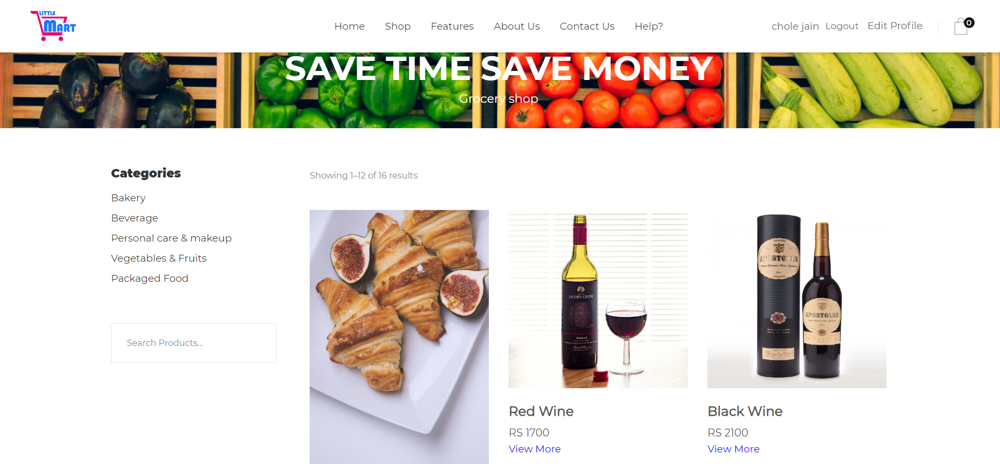 LITTLE
MART
Home Shop Features About Us Contact Us Help?
chole jain Logout Edit Profile
0
SAVE TIME SAVE MONEY
Grocery shop
Categories
Bakery
Beverage
Personal care & makeup
Vegetables & Fruits
Packaged Food
Search Products...
Showing 1–12 of 16 results
JACOB'S CREEK
SHIRAZ
APOSTOLES
30
APOSTOLES
30
Red Wine
RS 1700
View More
Black Wine
RS 2100
View More